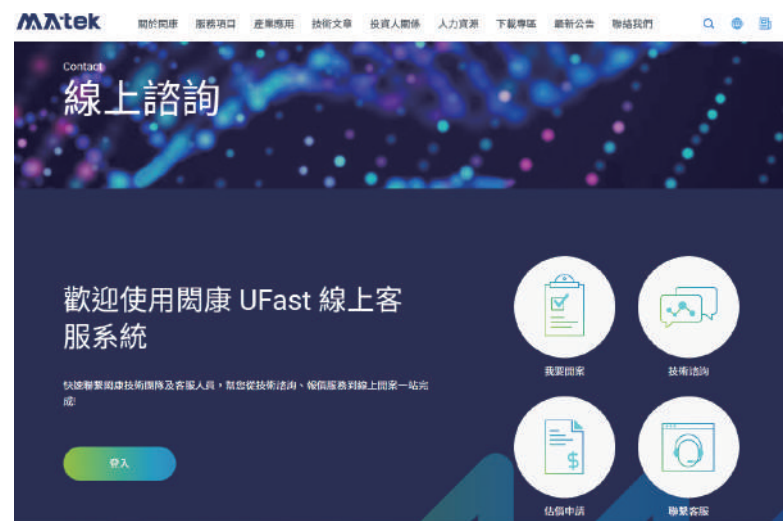 MA-tek
關於閎康 服務項目 產業應用 技術文章 投資人關係 人力資源 下載專區 最新公告 聯絡我們
Contact
線上諮詢
歡迎使用閎康 UFast 線上客
服系統
快速聯繫閎康技術團隊及客服人員，幫您從技術諮詢、報價服務到線上開案一站完
成!
登入
我要開案
技術諮詢
估價申請
聯繫客服